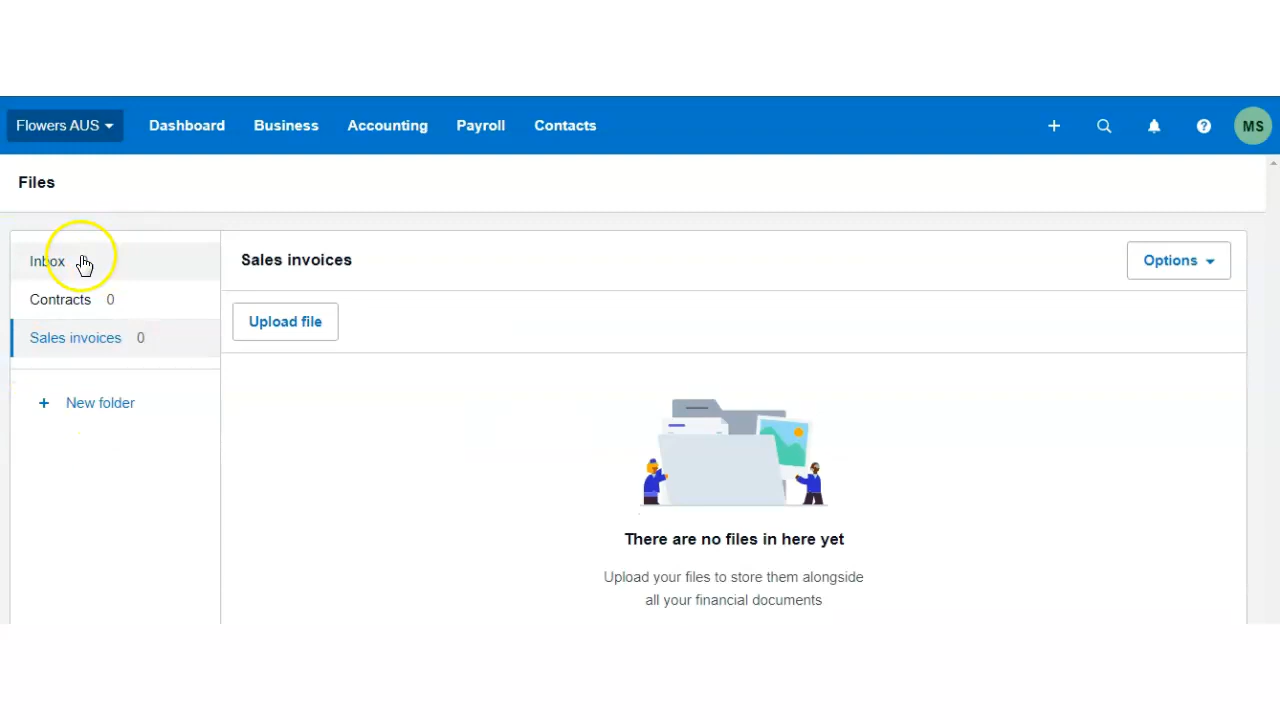 Flowers AUS Dashboard Business Accounting Payroll Contacts + MS
Files
Inbox
Contracts 0
Sales invoices 0
+ New folder
Sales invoices
Options
Upload file
There are no files in here yet
Upload your files to store them alongside
all your financial documents